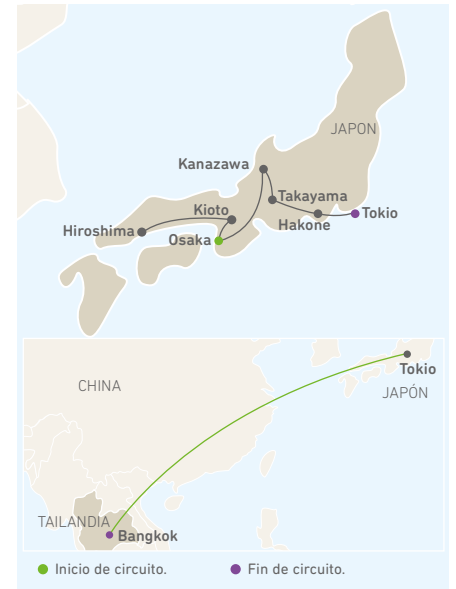 JAPON
Kanazawa
Takayama
Kioto
Tokio
Hakone
Hiroshima
Osaka
Tokio
CHINA
JAPÓN
TAILANDIA
Bangkok
Inicio de circuito.
Fin de circuito.